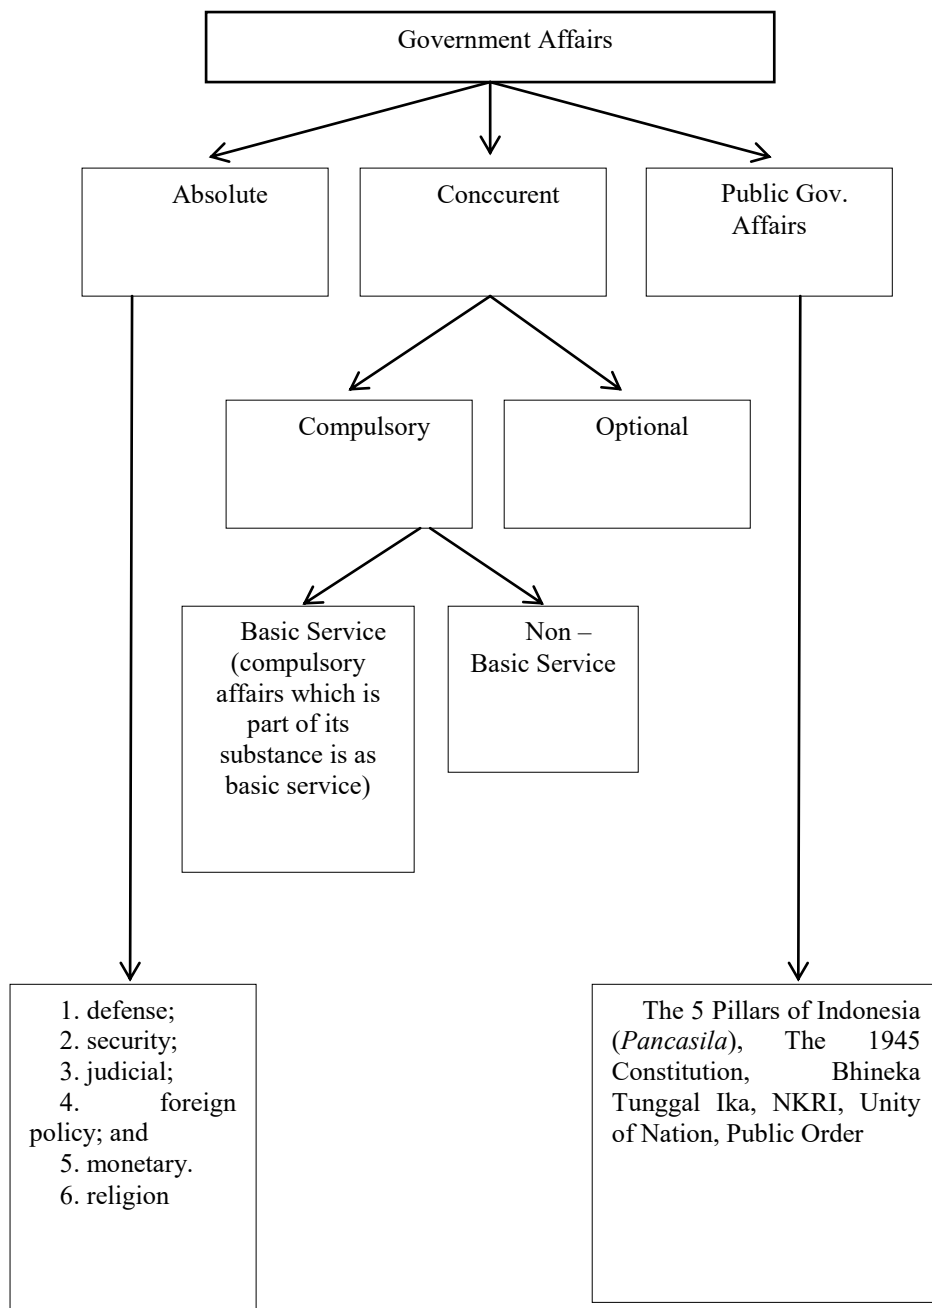 Government Affairs
Absolute
Conccurent
Public Gov.
Affairs
Compulsory
Optional
Basic Service
(compulsory
affairs which is
part of its
substance is as
basic service)
Non –
Basic Service
1. defense;
2. security;
3. judicial;
4. foreign
policy; and
5. monetary.
6. religion
The 5 Pillars of Indonesia
(Pancasila), The 1945
Constitution, Bhineka
Tunggal Ika, NKRI, Unity
of Nation, Public Order